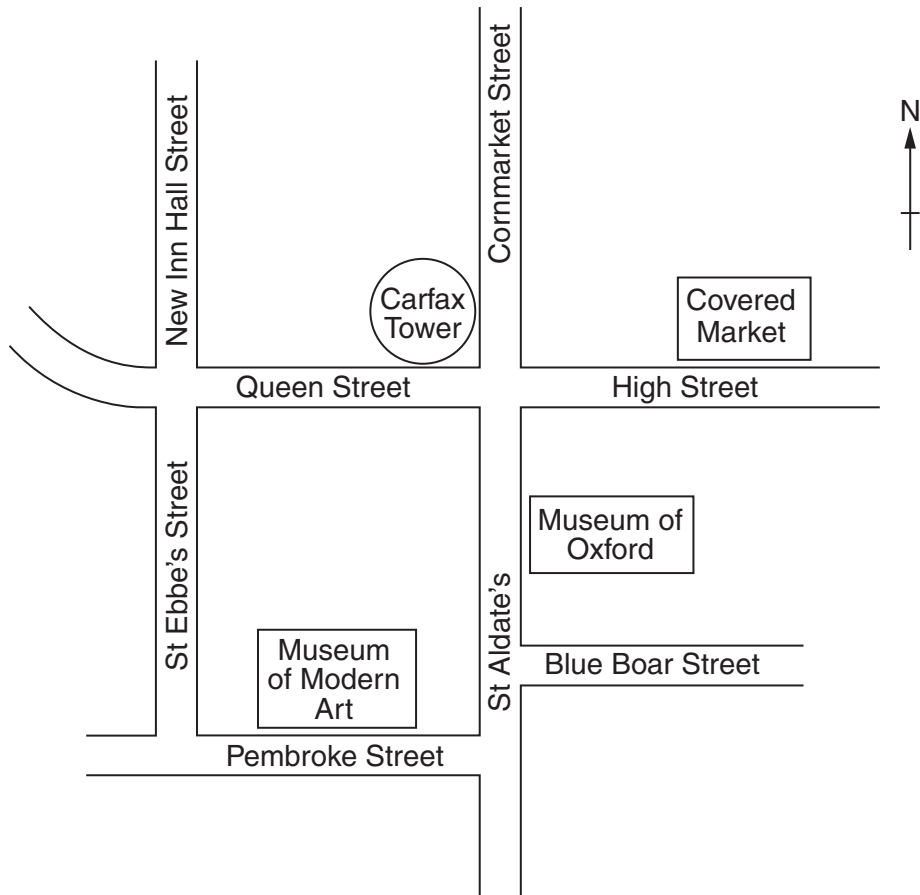 Cornmarket Street
N
New Inn Hall Street
Carfax
Tower
Covered
Market
Queen Street
High Street
St Ebbe's Street
Museum of
Oxford
St Aldate's
Museum
of Modern
Art
Blue Boar Street
Pembroke Street